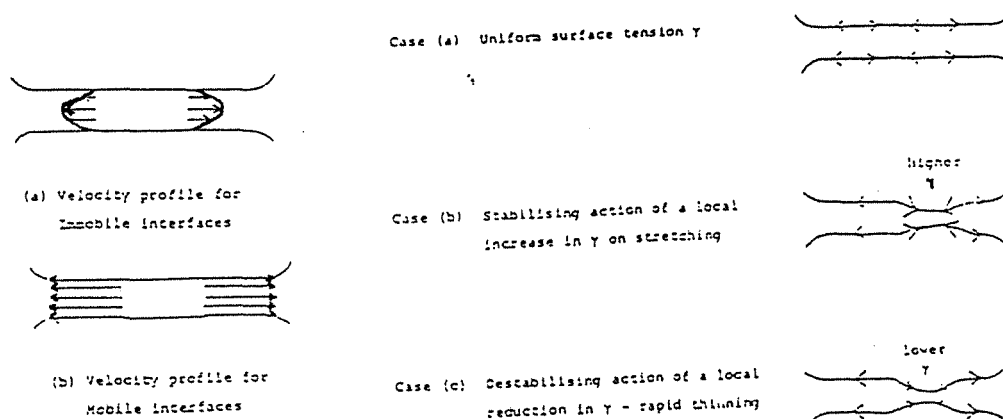 (a) Velocity profile for
Immobile interfaces
(b) Velocity profile for
Mobile interfaces
Case (a) Uniform surface tension γ
higher
γ
Case (b) Stabilising action of a local
increase in γ on stretching
lower
γ
Case (c) Destabilising action of a local
reduction in γ - rapid thinning